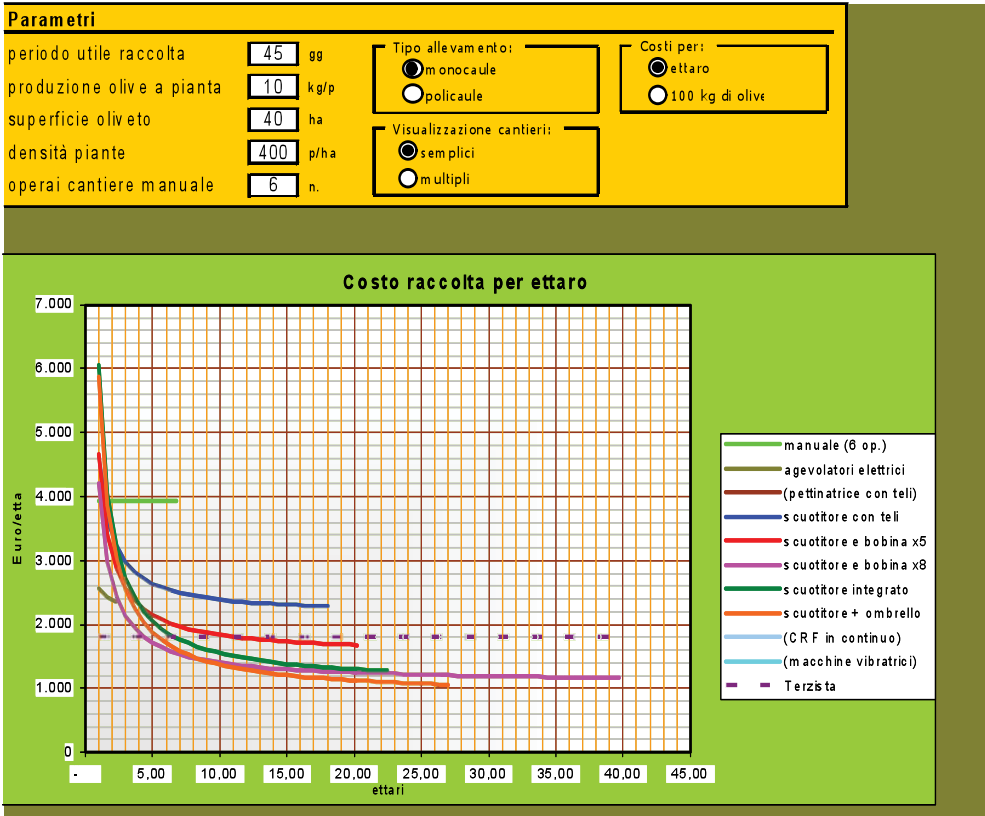 Parametri
periodo utile raccolta 45 gg
produzione olive a pianta 10 kg/p
superficie oliveto 40 ha
densità piante 400 p/ha
operai cantiere manuale 6 n.
Tipo allevamento:
monocaule
policaule
Visualizzazione cantieri:
semplici
multipli
Costi per:
ettaro
100 kg di olive
Costo raccolta per ettaro
7.000
6.000
5.000
4.000
3.000
2.000
1.000
0
Euro/etta
- 5,00 10,00 15,00 20,00 25,00 30,00 35,00 40,00 45,00
ettari
manuale (6 op.)
agevolatori elettrici
(pettinatrice con teli)
scuotitore con teli
scuotitore e bobina x5
scuotitore e bobina x8
scuotitore integrato
scuotitore + ombrello
(CRF in continuo)
(macchine vibratrici)
Terzista